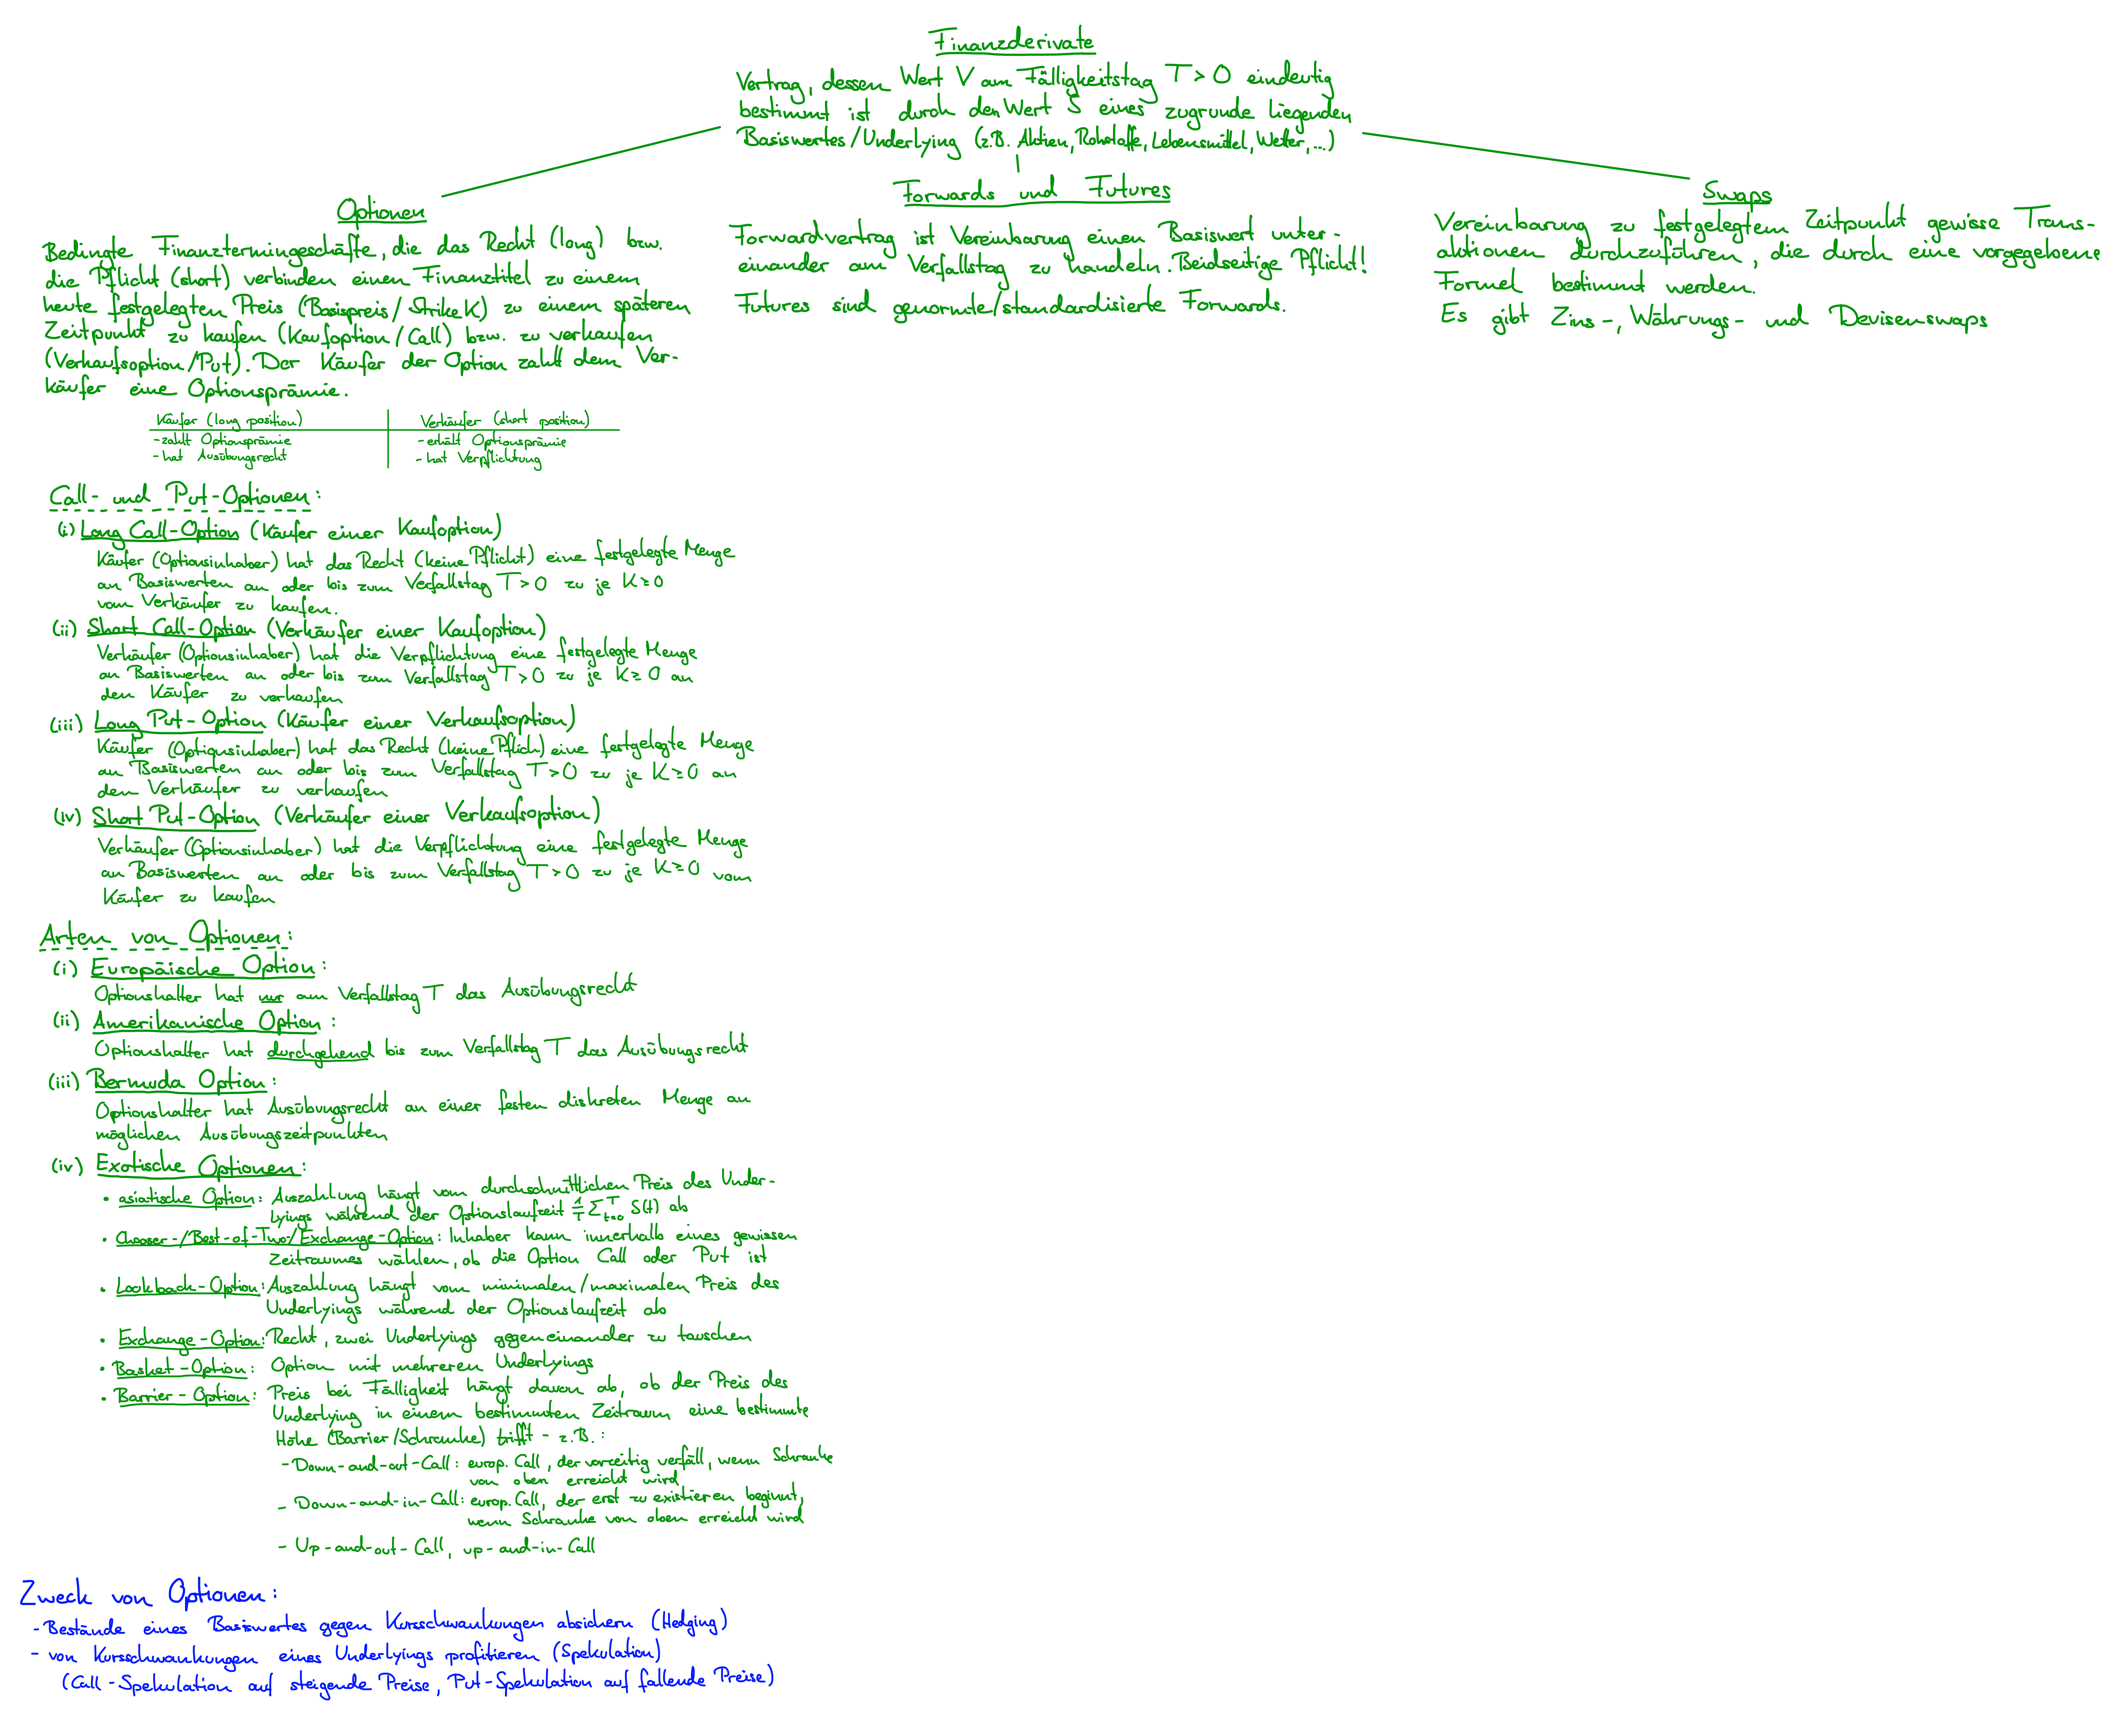 Finanzderivate
Vertrag, dessen Wert V am Fälligkeitstag T > 0 eindeutig
bestimmt ist durch den Wert S eines zugrunde liegenden
Basiswertes/Underlying (z.B. Aktien, Rohstoffe, Lebensmittel, Wetter, ...)
Optionen
Bedingte Finanztermingeschäfte, die das Recht (long) bzw.
die Pflicht (short) verbinden einen Finanztitel zu einem
heute festgelegten Preis (Basispreis/Strike K) zu einem späteren
Zeitpunkt zu kaufen (Kaufoption/Call) bzw. zu verkaufen
(Verkaufsoption/Put). Der Käufer der Option zahlt dem Ver-
käufer eine Optionsprämie.
Käufer (long position) Verkäufer (short position)
-zahlt Optionsprämie -erhält Optionsprämie
-hat Ausübungsrecht -hat Verpflichtung
Forwards und Futures
Forwardvertrag ist Vereinbarung einen Basiswert unter-
einander am Verfallstag zu handeln. Beidseitige Pflicht!
Futures sind genormte/standardisierte Forwards.
Swaps
Vereinbarung zu festgelegtem Zeitpunkt gewisse Trans-
aktionen durchzuführen, die durch eine vorgegebene
Formel bestimmt werden.
Es gibt Zins-, Währungs- und Devisenswaps
Call- und Put-Optionen:
(i) Long Call-Option (Käufer einer Kaufoption)
Käufer (Optionsinhaber) hat das Recht (keine Pflicht) eine festgelegte Menge
an Basiswerten an oder bis zum Verfallstag T > 0 zu je K ≥ 0
vom Verkäufer zu kaufen.
(ii) Short Call-Option (Verkäufer einer Kaufoption)
Verkäufer (Optionsinhaber) hat die Verpflichtung eine festgelegte Menge
an Basiswerten an oder bis zum Verfallstag T > 0 zu je K ≥ 0 an
den Käufer zu verkaufen
(iii) Long Put-Option (Käufer einer Verkaufsoption)
Käufer (Optionsinhaber) hat das Recht (keine Pflich) eine festgelegte Menge
an Basiswerten an oder bis zum Verfallstag T > 0 zu je K ≥ 0 an
den Verkäufer zu verkaufen
(iv) Short Put-Option (Verkäufer einer Verkaufsoption)
Verkäufer (Optionsinhaber) hat die Verpflichtung eine festgelegte Menge
an Basiswerten an oder bis zum Verfallstag T > 0 zu je K ≥ 0 vom
Käufer zu kaufen
Arten von Optionen:
(i) Europäische Option:
Optionshalter hat nur am Verfallstag T das Ausübungsrecht
(ii) Amerikanische Option:
Optionshalter hat durchgehend bis zum Verfallstag T das Ausübungsrecht
(iii) Bermuda Option:
Optionshalter hat Ausübungsrecht an einer festen diskreten Menge an
möglichen Ausübungszeitpunkten
(iv) Exotische Optionen:
• asiatische Option: Auszahlung hängt vom durchschnittlichen Preis des Under-
lyings während der Optionslaufzeit 1/T ∑_{t=0}^T S(t) ab
• Chooser-/Best-of-Two/Exchange-Option: Inhaber kann innerhalb eines gewissen
Zeitraumes wählen, ob die Option Call oder Put ist
• Lookback-Option: Auszahlung hängt vom minimalen/maximalen Preis des
Underlyings während der Optionslaufzeit ab
• Exchange-Option: Recht, zwei Underlyings gegeneinander zu tauschen
• Basket-Option: Option mit mehreren Underlyings
• Barrier-Option: Preis bei Fälligkeit hängt davon ab, ob der Preis des
Underlying in einem bestimmten Zeitraum eine bestimmte
Höhe (Barrier/Schranke) trifft - z.B.:
- Down-and-out-Call: europ. Call, der vorzeitig verfäll, wenn Schranke
von oben erreicht wird
- Down-and-in-Call: europ. Call, der erst zu existieren beginnt,
wenn Schranke von oben erreicht wird
- Up-and-out-Call, up-and-in-Call
Zweck von Optionen:
-Bestände eines Basiswertes gegen Kursschwankungen absichern (Hedging)
- von Kursschwankungen eines Underlyings profitieren (Spekulation)
(Call-Spekulation auf steigende Preise, Put-Spekulation auf fallende Preise)